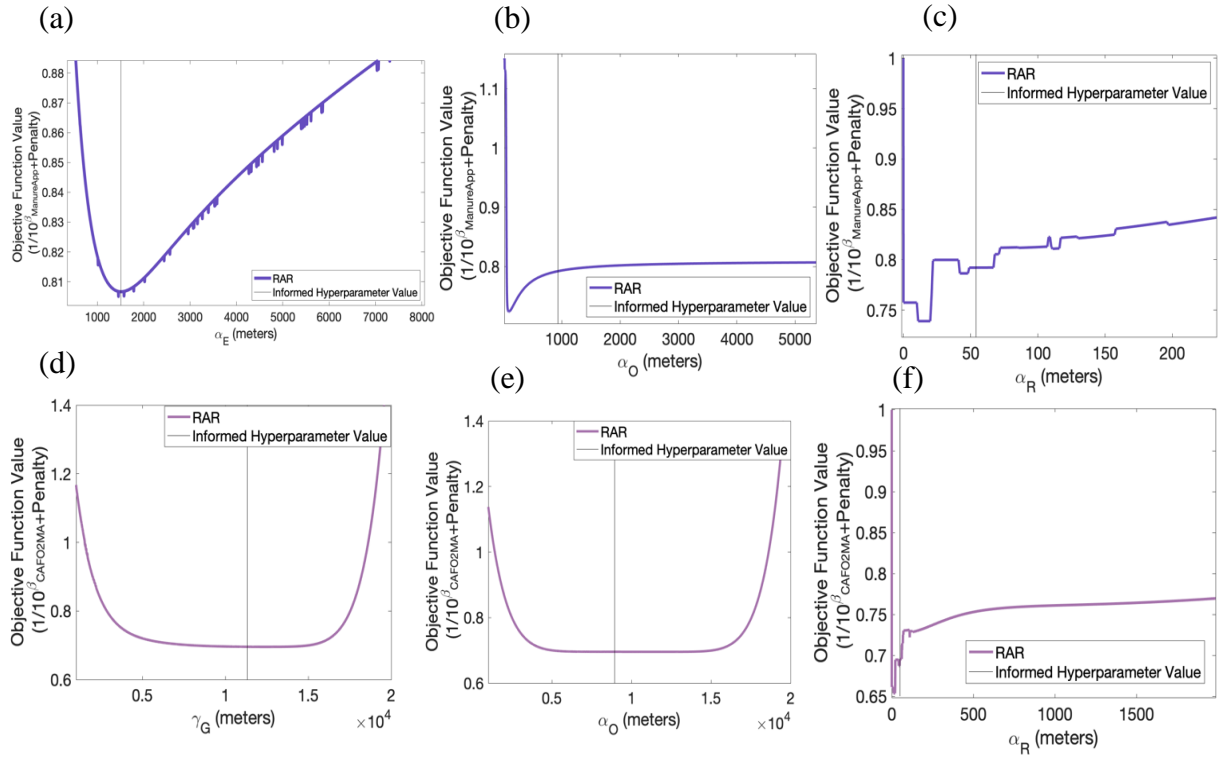 (a)
Objective Function Value
(1/10^β_ManureApp+Penalty)
0.88
0.87
0.86
0.85
0.84
0.83
0.82
0.81
RAR
Informed Hyperparameter Value
1000 2000 3000 4000 5000 6000 7000 8000
α_E (meters)
(b)
Objective Function Value
(1/10^β_ManureApp+Penalty)
1.1
1
0.9
0.8
RAR
Informed Hyperparameter Value
1000 2000 3000 4000 5000
α_O (meters)
(c)
Objective Function Value
(1/10^β_ManureApp+Penalty)
1
0.95
0.9
0.85
0.8
0.75
RAR
Informed Hyperparameter Value
0 50 100 150 200
α_R (meters)
(d)
Objective Function Value
(1/10^β_CAFO2MA+Penalty)
1.4
1.2
1
0.8
0.6
RAR
Informed Hyperparameter Value
0.5 1 1.5 2
×10^4
γ_G (meters)
(e)
Objective Function Value
(1/10^β_CAFO2MA+Penalty)
1.4
1.2
1
0.8
0.6
RAR
Informed Hyperparameter Value
0.5 1 1.5 2
×10^4
α_O (meters)
(f)
Objective Function Value
(1/10^β_CAFO2MA+Penalty)
1
0.95
0.9
0.85
0.8
0.75
0.7
0.65
RAR
Informed Hyperparameter Value
0 500 1000 1500
α_R (meters)